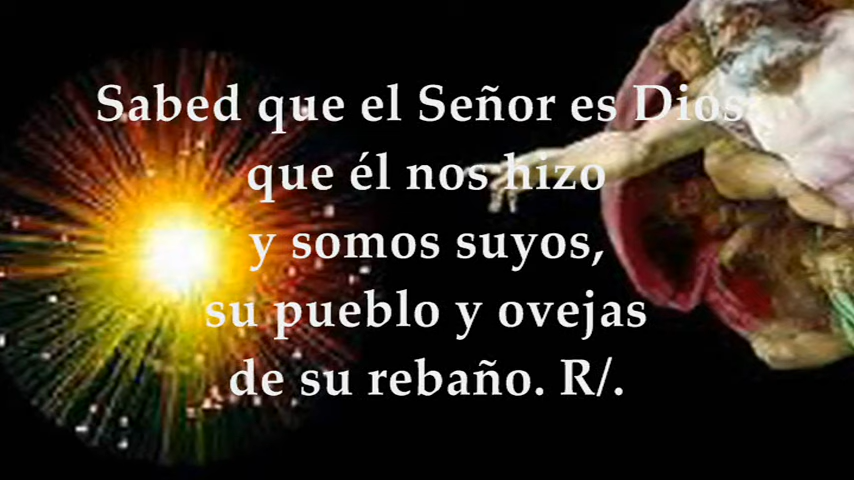 Sabed que el Señor es Dios:
que él nos hizo
y somos suyos,
su pueblo y ovejas
de su rebaño. R/.